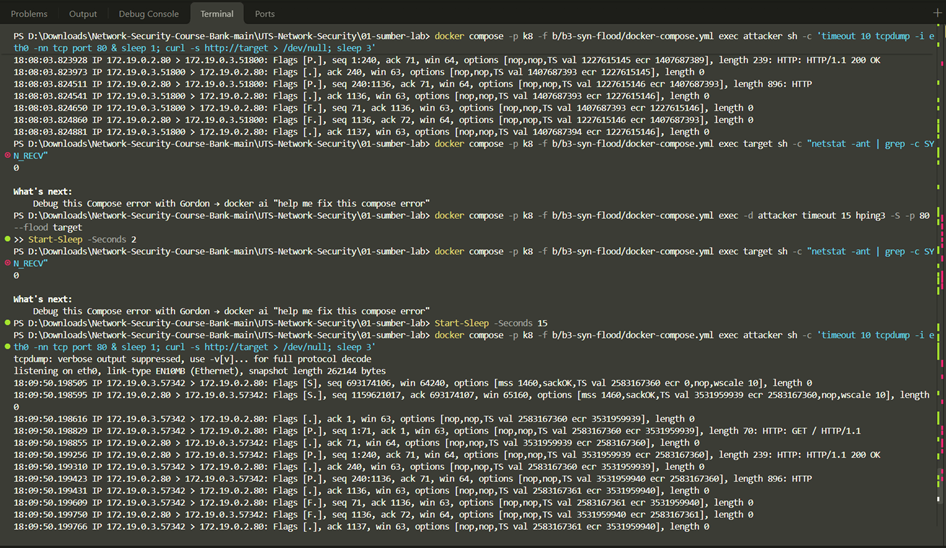 Problems Output Debug Console Terminal Ports
PS D:\Downloads\Network-Security-Course-Bank-main\UTS-Network-Security\01-sumber-lab> docker compose -p k8 -f b/b3-syn-flood/docker-compose.yml exec attacker sh -c 'timeout 10 tcpdump -i e
th0 -nn tcp port 80 & sleep 1; curl -s http://target > /dev/null; sleep 3'
18:08:03.823928 IP 172.19.0.2.80 > 172.19.0.3.51800: Flags [P.], seq 1:240, ack 71, win 64, options [nop,nop,TS val 1227615145 ecr 1407687389], length 239: HTTP: HTTP/1.1 200 OK
18:08:03.823973 IP 172.19.0.3.51800 > 172.19.0.2.80: Flags [.], ack 240, win 63, options [nop,nop,TS val 1407687393 ecr 1227615145], length 0
18:08:03.824511 IP 172.19.0.2.80 > 172.19.0.3.51800: Flags [P.], seq 240:1136, ack 71, win 64, options [nop,nop,TS val 1227615146 ecr 1407687393], length 896: HTTP
18:08:03.824541 IP 172.19.0.3.51800 > 172.19.0.2.80: Flags [.], ack 1136, win 63, options [nop,nop,TS val 1407687393 ecr 1227615146], length 0
18:08:03.824650 IP 172.19.0.3.51800 > 172.19.0.2.80: Flags [F.], seq 71, ack 1136, win 63, options [nop,nop,TS val 1407687393 ecr 1227615146], length 0
18:08:03.824860 IP 172.19.0.2.80 > 172.19.0.3.51800: Flags [F.], seq 1136, ack 72, win 64, options [nop,nop,TS val 1227615146 ecr 1407687393], length 0
18:08:03.824881 IP 172.19.0.3.51800 > 172.19.0.2.80: Flags [.], ack 1137, win 63, options [nop,nop,TS val 1407687394 ecr 1227615146], length 0
PS D:\Downloads\Network-Security-Course-Bank-main\UTS-Network-Security\01-sumber-lab> docker compose -p k8 -f b/b3-syn-flood/docker-compose.yml exec target sh -c "netstat -ant | grep -c SY
N_RECV"
0
What's next:
Debug this Compose error with Gordon → docker ai "help me fix this compose error"
PS D:\Downloads\Network-Security-Course-Bank-main\UTS-Network-Security\01-sumber-lab> docker compose -p k8 -f b/b3-syn-flood/docker-compose.yml exec -d attacker timeout 15 hping3 -S -p 80
--flood target
>> Start-Sleep -Seconds 2
PS D:\Downloads\Network-Security-Course-Bank-main\UTS-Network-Security\01-sumber-lab> docker compose -p k8 -f b/b3-syn-flood/docker-compose.yml exec target sh -c "netstat -ant | grep -c SY
N_RECV"
0
What's next:
Debug this Compose error with Gordon → docker ai "help me fix this compose error"
PS D:\Downloads\Network-Security-Course-Bank-main\UTS-Network-Security\01-sumber-lab> Start-Sleep -Seconds 15
PS D:\Downloads\Network-Security-Course-Bank-main\UTS-Network-Security\01-sumber-lab> docker compose -p k8 -f b/b3-syn-flood/docker-compose.yml exec attacker sh -c 'timeout 10 tcpdump -i e
th0 -nn tcp port 80 & sleep 1; curl -s http://target > /dev/null; sleep 3'
tcpdump: verbose output suppressed, use -v[v]... for full protocol decode
listening on eth0, link-type EN10MB (Ethernet), snapshot length 262144 bytes
18:09:50.198505 IP 172.19.0.3.57342 > 172.19.0.2.80: Flags [S], seq 693174106, win 64240, options [mss 1460,sackOK,TS val 2583167360 ecr 0,nop,wscale 10], length 0
18:09:50.198595 IP 172.19.0.2.80 > 172.19.0.3.57342: Flags [S.], seq 1159621017, ack 693174107, win 65160, options [mss 1460,sackOK,TS val 3531959939 ecr 2583167360,nop,wscale 10], length
0
18:09:50.198616 IP 172.19.0.3.57342 > 172.19.0.2.80: Flags [.], ack 1, win 63, options [nop,nop,TS val 2583167360 ecr 3531959939], length 0
18:09:50.198829 IP 172.19.0.3.57342 > 172.19.0.2.80: Flags [P.], seq 1:71, ack 1, win 63, options [nop,nop,TS val 2583167360 ecr 3531959939], length 70: HTTP: GET / HTTP/1.1
18:09:50.198855 IP 172.19.0.2.80 > 172.19.0.3.57342: Flags [.], ack 71, win 64, options [nop,nop,TS val 3531959939 ecr 2583167360], length 0
18:09:50.199256 IP 172.19.0.2.80 > 172.19.0.3.57342: Flags [P.], seq 1:240, ack 71, win 64, options [nop,nop,TS val 3531959939 ecr 2583167360], length 239: HTTP: HTTP/1.1 200 OK
18:09:50.199310 IP 172.19.0.3.57342 > 172.19.0.2.80: Flags [.], ack 240, win 63, options [nop,nop,TS val 2583167360 ecr 3531959939], length 0
18:09:50.199423 IP 172.19.0.2.80 > 172.19.0.3.57342: Flags [P.], seq 240:1136, ack 71, win 64, options [nop,nop,TS val 3531959940 ecr 2583167360], length 896: HTTP
18:09:50.199431 IP 172.19.0.3.57342 > 172.19.0.2.80: Flags [.], ack 1136, win 63, options [nop,nop,TS val 2583167361 ecr 3531959940], length 0
18:09:50.199609 IP 172.19.0.3.57342 > 172.19.0.2.80: Flags [F.], seq 71, ack 1136, win 63, options [nop,nop,TS val 2583167361 ecr 3531959940], length 0
18:09:50.199750 IP 172.19.0.2.80 > 172.19.0.3.57342: Flags [F.], seq 1136, ack 72, win 64, options [nop,nop,TS val 3531959940 ecr 2583167361], length 0
18:09:50.199766 IP 172.19.0.3.57342 > 172.19.0.2.80: Flags [.], ack 1137, win 63, options [nop,nop,TS val 2583167361 ecr 3531959940], length 0